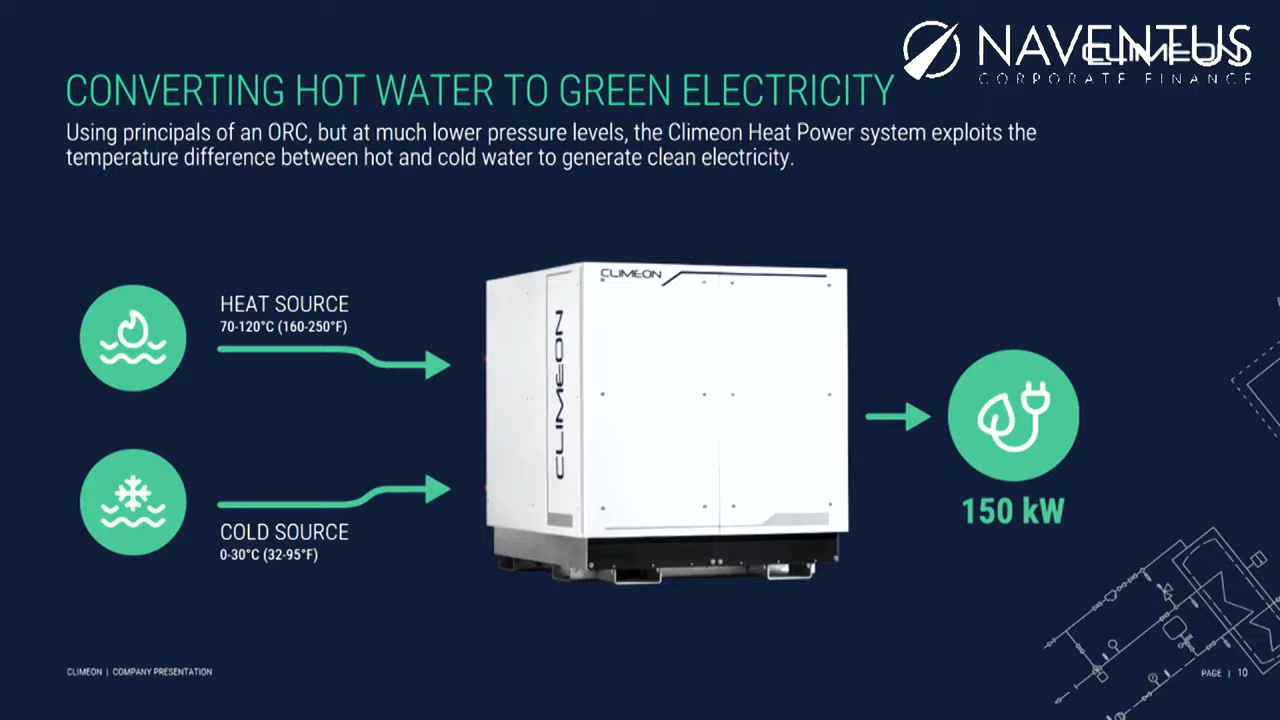 NAVENTUS
CLIMEON
CORPORATE FINANCE
CONVERTING HOT WATER TO GREEN ELECTRICITY
Using principals of an ORC, but at much lower pressure levels, the Climeon Heat Power system exploits the
temperature difference between hot and cold water to generate clean electricity.
HEAT SOURCE
70-120°C (160-250°F)
CLIMEON
CLIMEON
COLD SOURCE
0-30°C (32-95°F)
150 kW
CLIMEON | COMPANY PRESENTATION
PAGE | 10